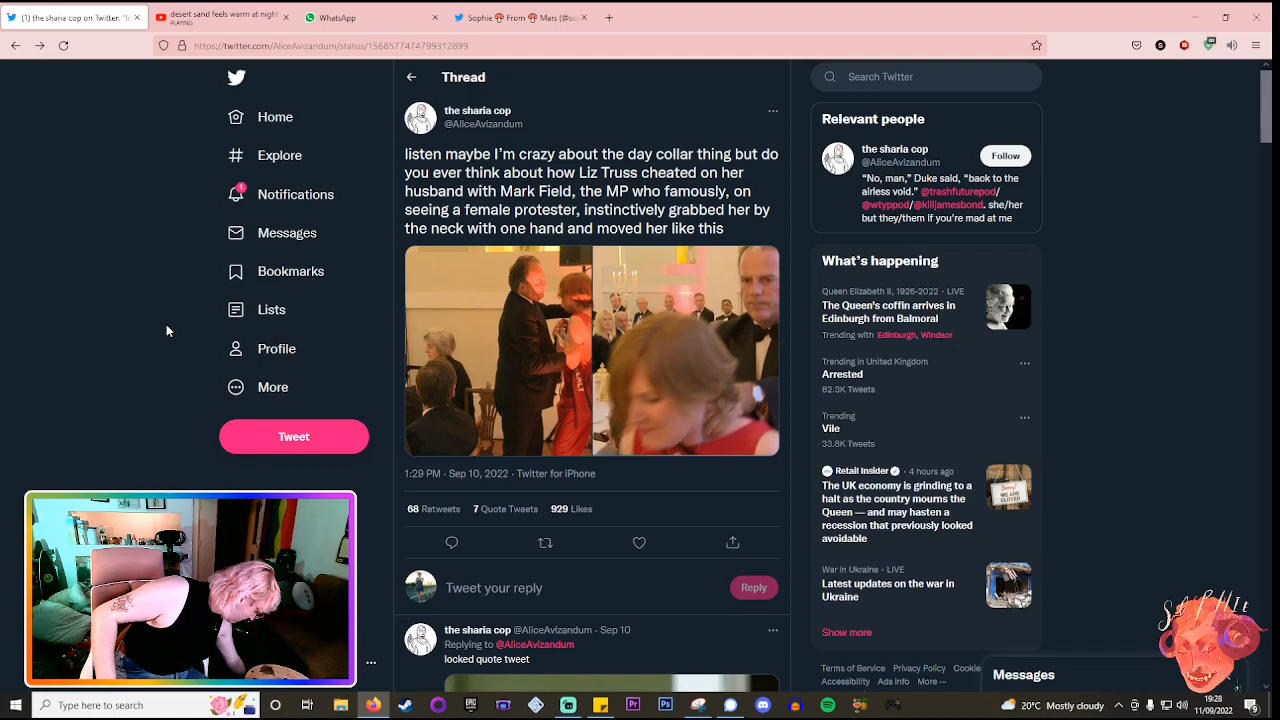 (1) the sharia cop on Twitter: "lis
desert sand feels warm at night
PLAYING
WhatsApp
Sophie From Mars (@so
https://twitter.com/AliceAvizandum/status/1568577474799312899
Home
Explore
1
Notifications
Messages
Bookmarks
Lists
Profile
More
Tweet
Thread
the sharia cop
@AliceAvizandum
listen maybe I'm crazy about the day collar thing but do
you ever think about how Liz Truss cheated on her
husband with Mark Field, the MP who famously, on
seeing a female protester, instinctively grabbed her by
the neck with one hand and moved her like this
1:29 PM · Sep 10, 2022 · Twitter for iPhone
68 Retweets 7 Quote Tweets 929 Likes
Tweet your reply
Reply
the sharia cop @AliceAvizandum · Sep 10
Replying to @AliceAvizandum
looked quote tweet
Search Twitter
Relevant people
the sharia cop
@AliceAvizandum
Follow
"No, man," Duke said, "back to the
airless void." @trashfuturepod/
@wtyppod/@killjamesbond. she/her
but they/them if you're mad at me
What's happening
Queen Elizabeth II, 1926-2022 · LIVE
The Queen's coffin arrives in
Edinburgh from Balmoral
Trending with Edinburgh, Windsor
Trending in United Kingdom
Arrested
82.3K Tweets
Trending
Vile
33.8K Tweets
Retail Insider · 4 hours ago
The UK economy is grinding to a
halt as the country mourns the
Queen — and may hasten a
recession that previously looked
avoidable
Sorry!
WE ARE
CLOSED
War in Ukraine · LIVE
Latest updates on the war in
Ukraine
Show more
Terms of Service Privacy Policy Cookie
Accessibility Ads info More ···
Messages
Type here to search
20°C Mostly cloudy
19:28
11/09/2022